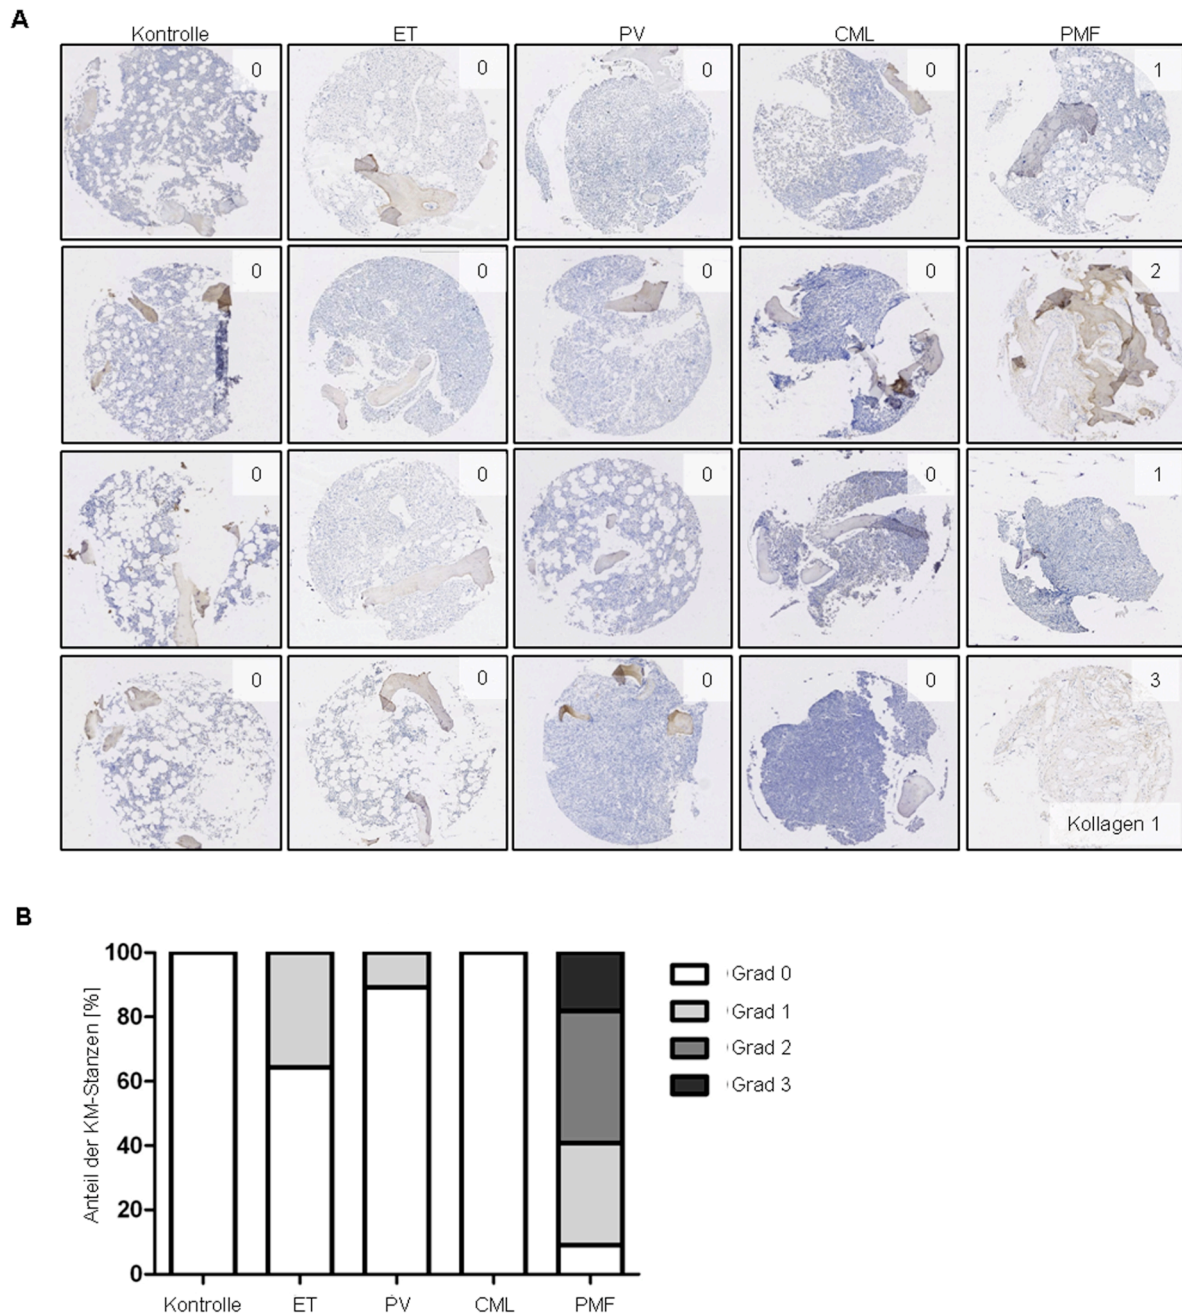 A
Kontrolle ET PV CML PMF
0 0 0 0 1
0 0 0 0 2
0 0 0 0 1
0 0 0 0 3
Kollagen 1
B
Anteil der KM-Stanzen [%]
100
80
60
40
20
0
Kontrolle ET PV CML PMF
Grad 0
Grad 1
Grad 2
Grad 3